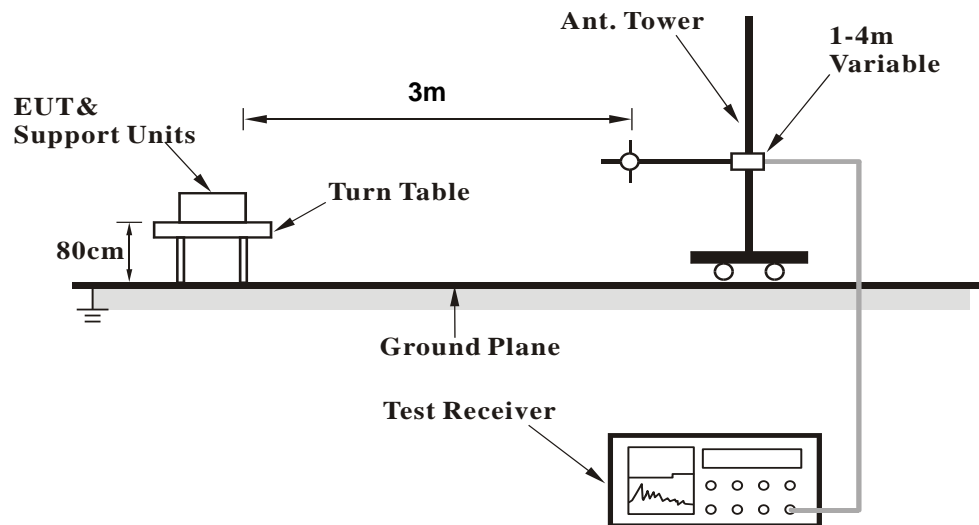 Ant. Tower
1-4m
Variable
3m
EUT&
Support Units
Turn Table
80cm
Ground Plane
Test Receiver